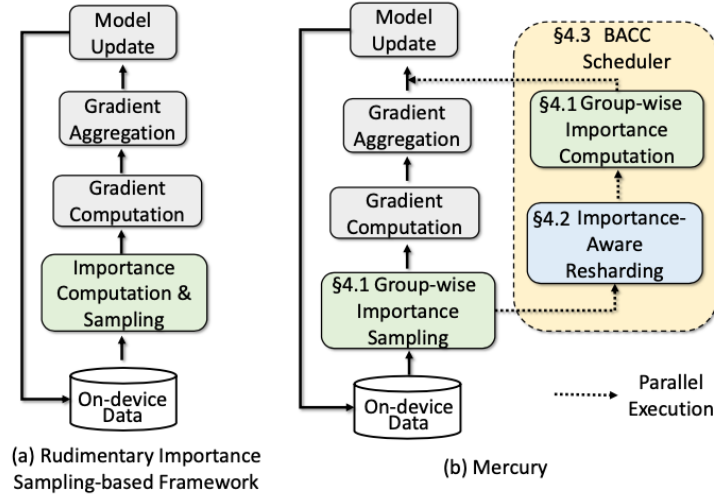 Model
Update
Gradient
Aggregation
Gradient
Computation
Importance
Computation &
Sampling
On-device
Data
(a) Rudimentary Importance
Sampling-based Framework
Model
Update
Gradient
Aggregation
Gradient
Computation
§4.1 Group-wise
Importance
Sampling
On-device
Data
§4.3 BACC
Scheduler
§4.1 Group-wise
Importance
Computation
§4.2 Importance-
Aware
Resharding
Parallel
Execution
(b) Mercury